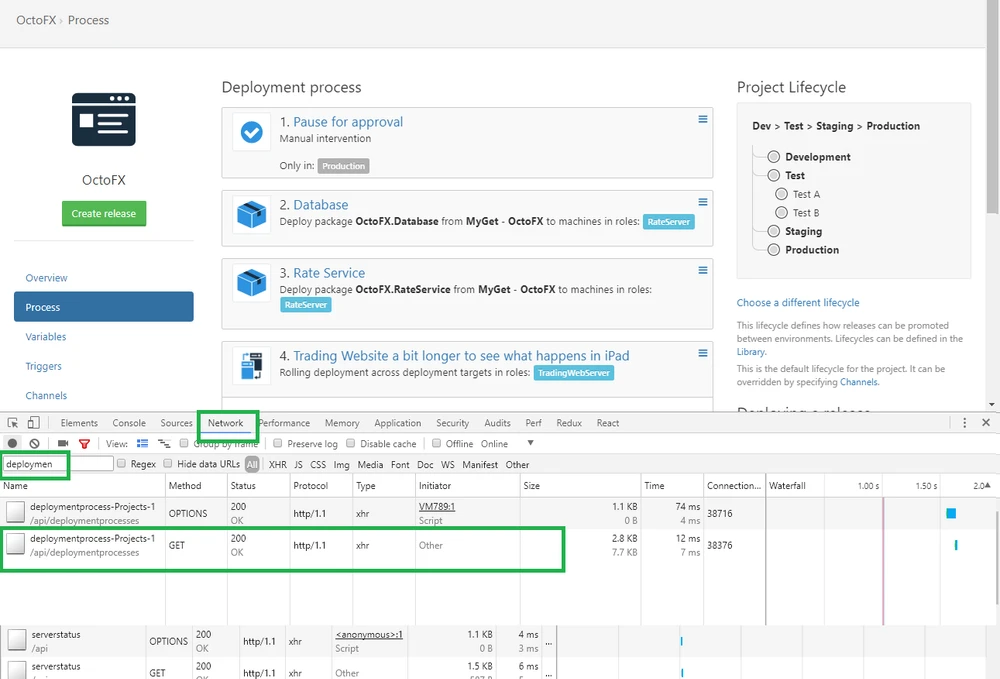 OctoFX › Process
OctoFX
Create release
Overview
Process
Variables
Triggers
Channels
Deployment process
1. Pause for approval
Manual intervention
Only in: Production
2. Database
Deploy package OctoFX.Database from MyGet - OctoFX to machines in roles: RateServer
3. Rate Service
Deploy package OctoFX.RateService from MyGet - OctoFX to machines in roles:
RateServer
4. Trading Website a bit longer to see what happens in iPad
Rolling deployment across deployment targets in roles: TradingWebServer
Project Lifecycle
Dev > Test > Staging > Production
Development
Test
Test A
Test B
Staging
Production
Choose a different lifecycle
This lifecycle defines how releases can be promoted
between environments. Lifecycles can be defined in the
Library.
This is the default lifecycle for the project. It can be
overridden by specifying Channels.
Deploying a release
Elements Console Sources Network Performance Memory Application Security Audits Perf Redux React
View: Group by frame Preserve log Disable cache Offline Online
deploymen Regex Hide data URLs All XHR JS CSS Img Media Font Doc WS Manifest Other
Name Method Status Protocol Type Initiator Size Time Connection... Waterfall 1.00 s 1.50 s 2.0
deploymentprocess-Projects-1 OPTIONS 200 http/1.1 xhr VM789:1 1.1 KB 74 ms 38716
/api/deploymentprocesses OK Script 0 B 4 ms
deploymentprocess-Projects-1 GET 200 http/1.1 xhr Other 2.8 KB 12 ms 38376
/api/deploymentprocesses OK 7.7 KB 7 ms
serverstatus OPTIONS 200 http/1.1 xhr <anonymous>:1 1.1 KB 4 ms ...
/api OK Script 0 B 3 ms
serverstatus GET 200 http/1.1 xhr Other 1.5 KB 6 ms ...